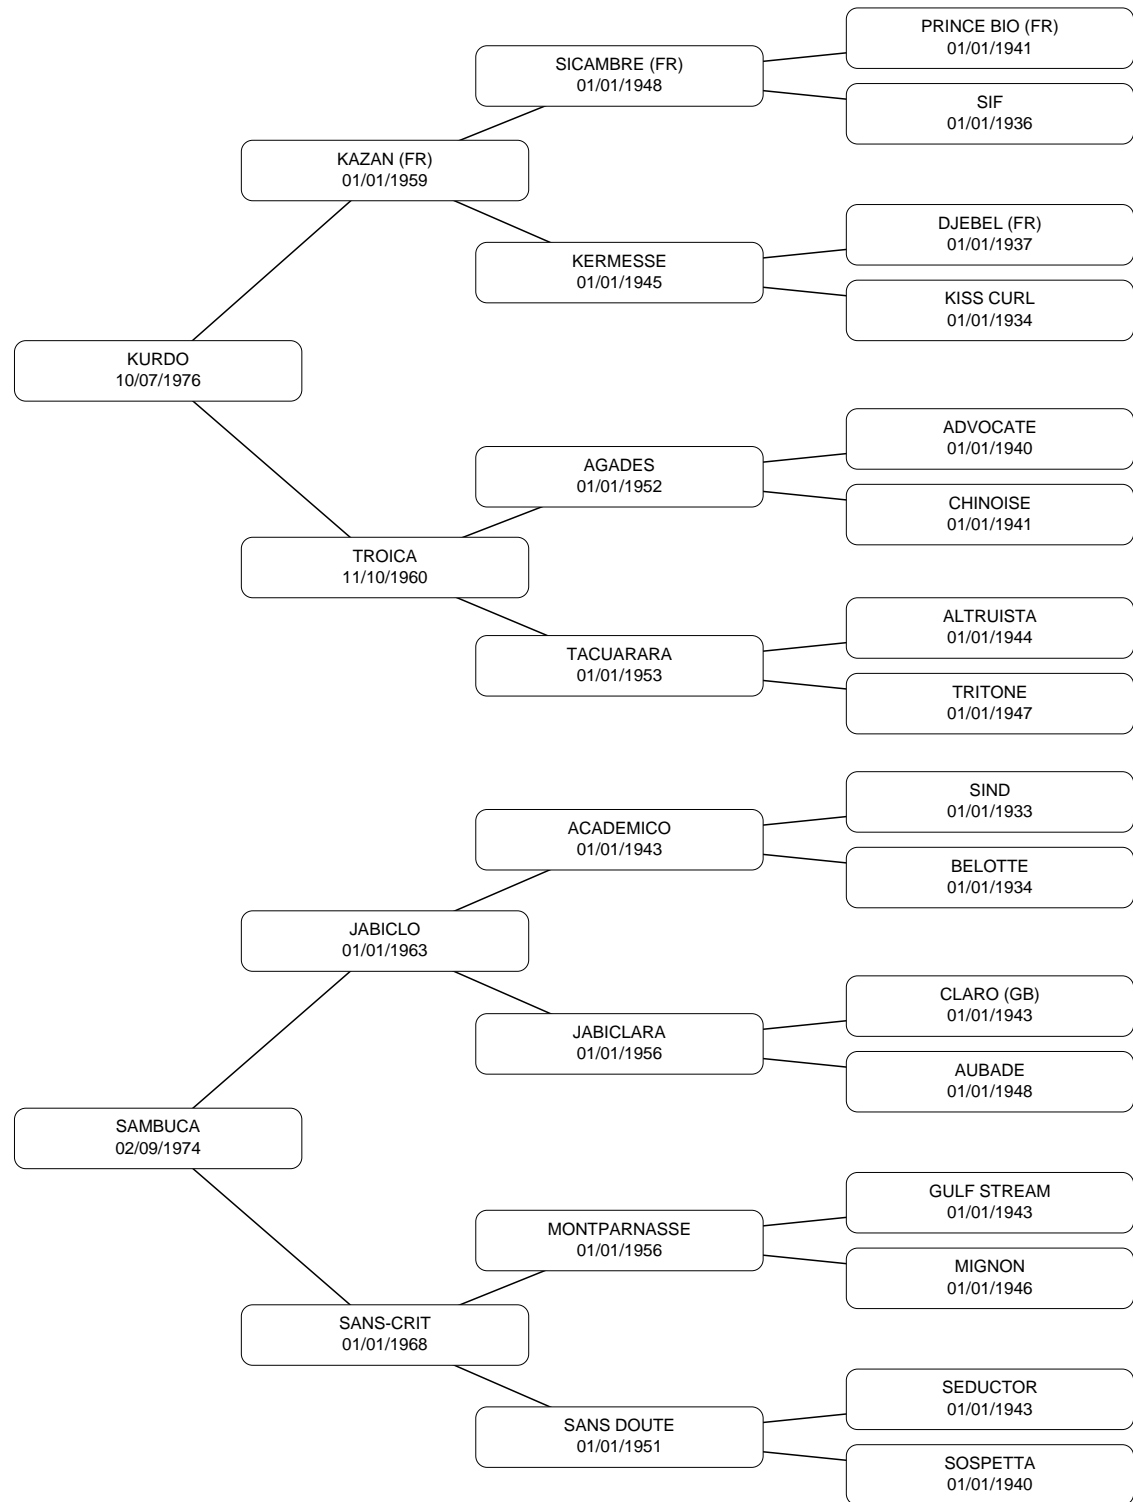 PRINCE BIO (FR)
01/01/1941
SICAMBRE (FR)
01/01/1948
SIF
01/01/1936
KAZAN (FR)
01/01/1959
DJEBEL (FR)
01/01/1937
KERMESSE
01/01/1945
KISS CURL
01/01/1934
KURDO
10/07/1976
ADVOCATE
01/01/1940
AGADES
01/01/1952
CHINOISE
01/01/1941
TROICA
11/10/1960
ALTRUISTA
01/01/1944
TACUARARA
01/01/1953
TRITONE
01/01/1947
SIND
01/01/1933
ACADEMICO
01/01/1943
BELOTTE
01/01/1934
JABICLO
01/01/1963
CLARO (GB)
01/01/1943
JABICLARA
01/01/1956
AUBADE
01/01/1948
SAMBUCA
02/09/1974
GULF STREAM
01/01/1943
MONTPARNASSE
01/01/1956
MIGNON
01/01/1946
SANS-CRIT
01/01/1968
SEDUCTOR
01/01/1943
SANS DOUTE
01/01/1951
SOSPETTA
01/01/1940